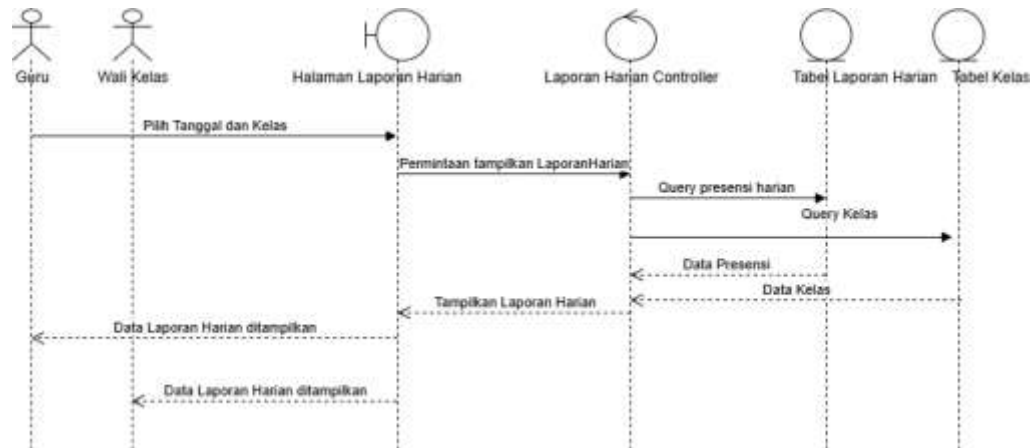 Guru
Wali Kelas
Halaman Laporan Harian
Laporan Harian Controller
Tabel Laporan Harian
Tabel Kelas
Pilih Tanggal dan Kelas
Permintaan tampilkan LaporanHarian
Query presensi harian
Query Kelas
Data Presensi
Data Kelas
Tampilkan Laporan Harian
Data Laporan Harian ditampilkan
Data Laporan Harian ditampilkan